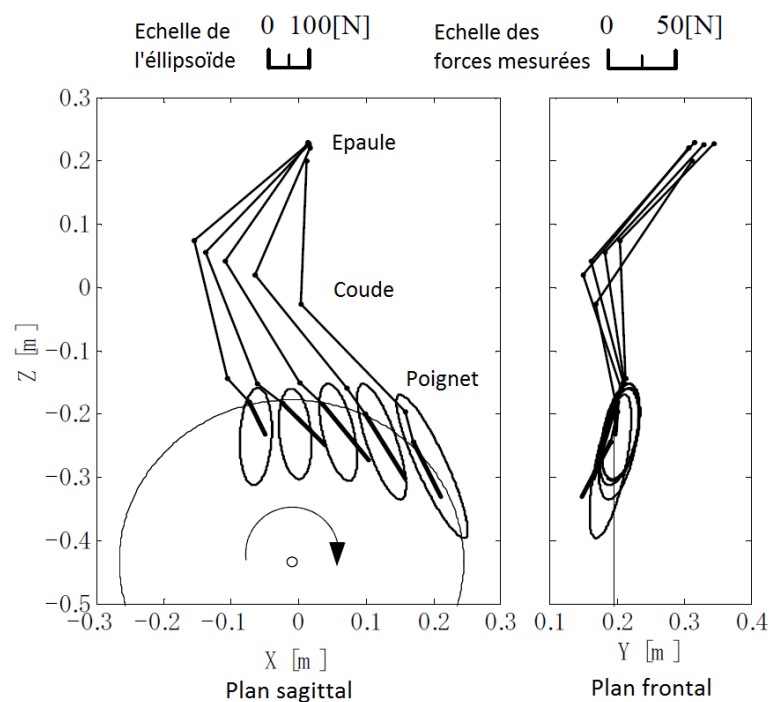 Echelle de
l'éllipsoïde
0 100[N]
Echelle des
forces mesurées
0 50[N]
0.3
0.2
0.1
0
-0.1
-0.2
-0.3
-0.4
-0.5
Z [m]
Epaule
Coude
Poignet
-0.3 -0.2 -0.1 0 0.1 0.2 0.3
X [m]
Plan sagittal
0.1 0.2 0.3 0.4
Y [m]
Plan frontal